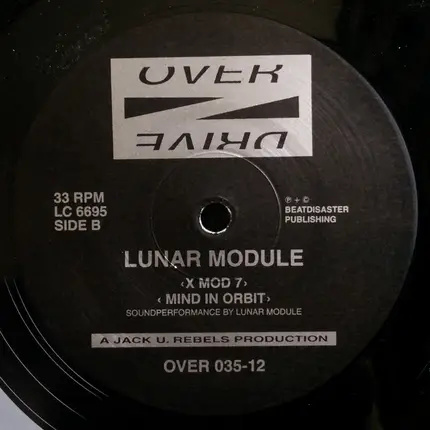 OVER
DRIVE
33 RPM
LC 6695
SIDE B
℗ + ©
BEATDISASTER
PUBLISHING
LUNAR MODULE
‹X MOD 7›
‹ MIND IN ORBIT›
SOUNDPERFORMANCE BY LUNAR MODULE
A JACK U. REBELS PRODUCTION
OVER 035-12